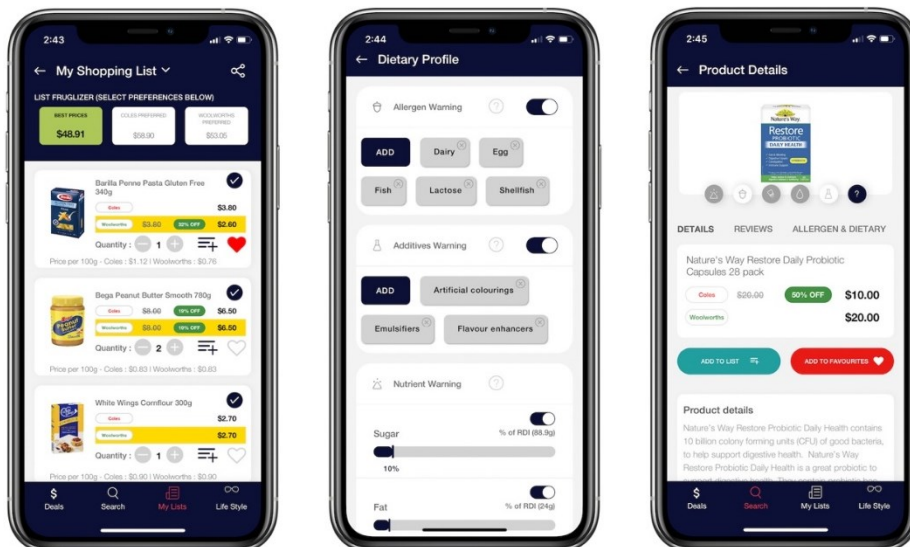 2:43
My Shopping List
LIST FRUGLIZER (SELECT PREFERENCES BELOW)
BEST PRICES
$48.91
COLES PREFERRED
$58.90
WOOLWORTHS
PREFERRED
$53.05
Barilla Penne Pasta Gluten Free
340g
Coles $3.80
Woolworths $3.80 32% OFF $2.60
Quantity : 1
Price per 100g - Coles : $1.12 | Woolworths : $0.76
Bega Peanut Butter Smooth 780g
Coles $8.00 19% OFF $6.50
Woolworths $8.00 19% OFF $6.50
Quantity : 2
Price per 100g - Coles : $0.83 | Woolworths : $0.83
White Wings Cornflour 300g
Coles $2.70
Woolworths $2.70
Quantity : 1
Price per 100g - Coles : $0.90 | Woolworths : $0.90
Deals Search My Lists Life Style
2:44
Dietary Profile
Allergen Warning ?
ADD Dairy Egg
Fish Lactose Shellfish
Additives Warning ?
ADD Artificial colourings
Emulsifiers Flavour enhancers
Nutrient Warning ?
Sugar % of RDI (88.9g)
10%
Fat % of RDI (24g)
2:45
Product Details
Nature's Way
Restore
PROBIOTIC
DAILY HEALTH
?
DETAILS REVIEWS ALLERGEN & DIETARY
Nature's Way Restore Daily Probiotic
Capsules 28 pack
Coles $20.00 50% OFF $10.00
Woolworths $20.00
ADD TO LIST ADD TO FAVOURITES
Product details
Nature's Way Restore Probiotic Daily Health contains
10 billion colony forming units (CFU) of good bacteria,
to help support digestive health. Nature's Way
Restore Probiotic Daily Health is a great probiotic to
$ Deals Search My Lists Life Style